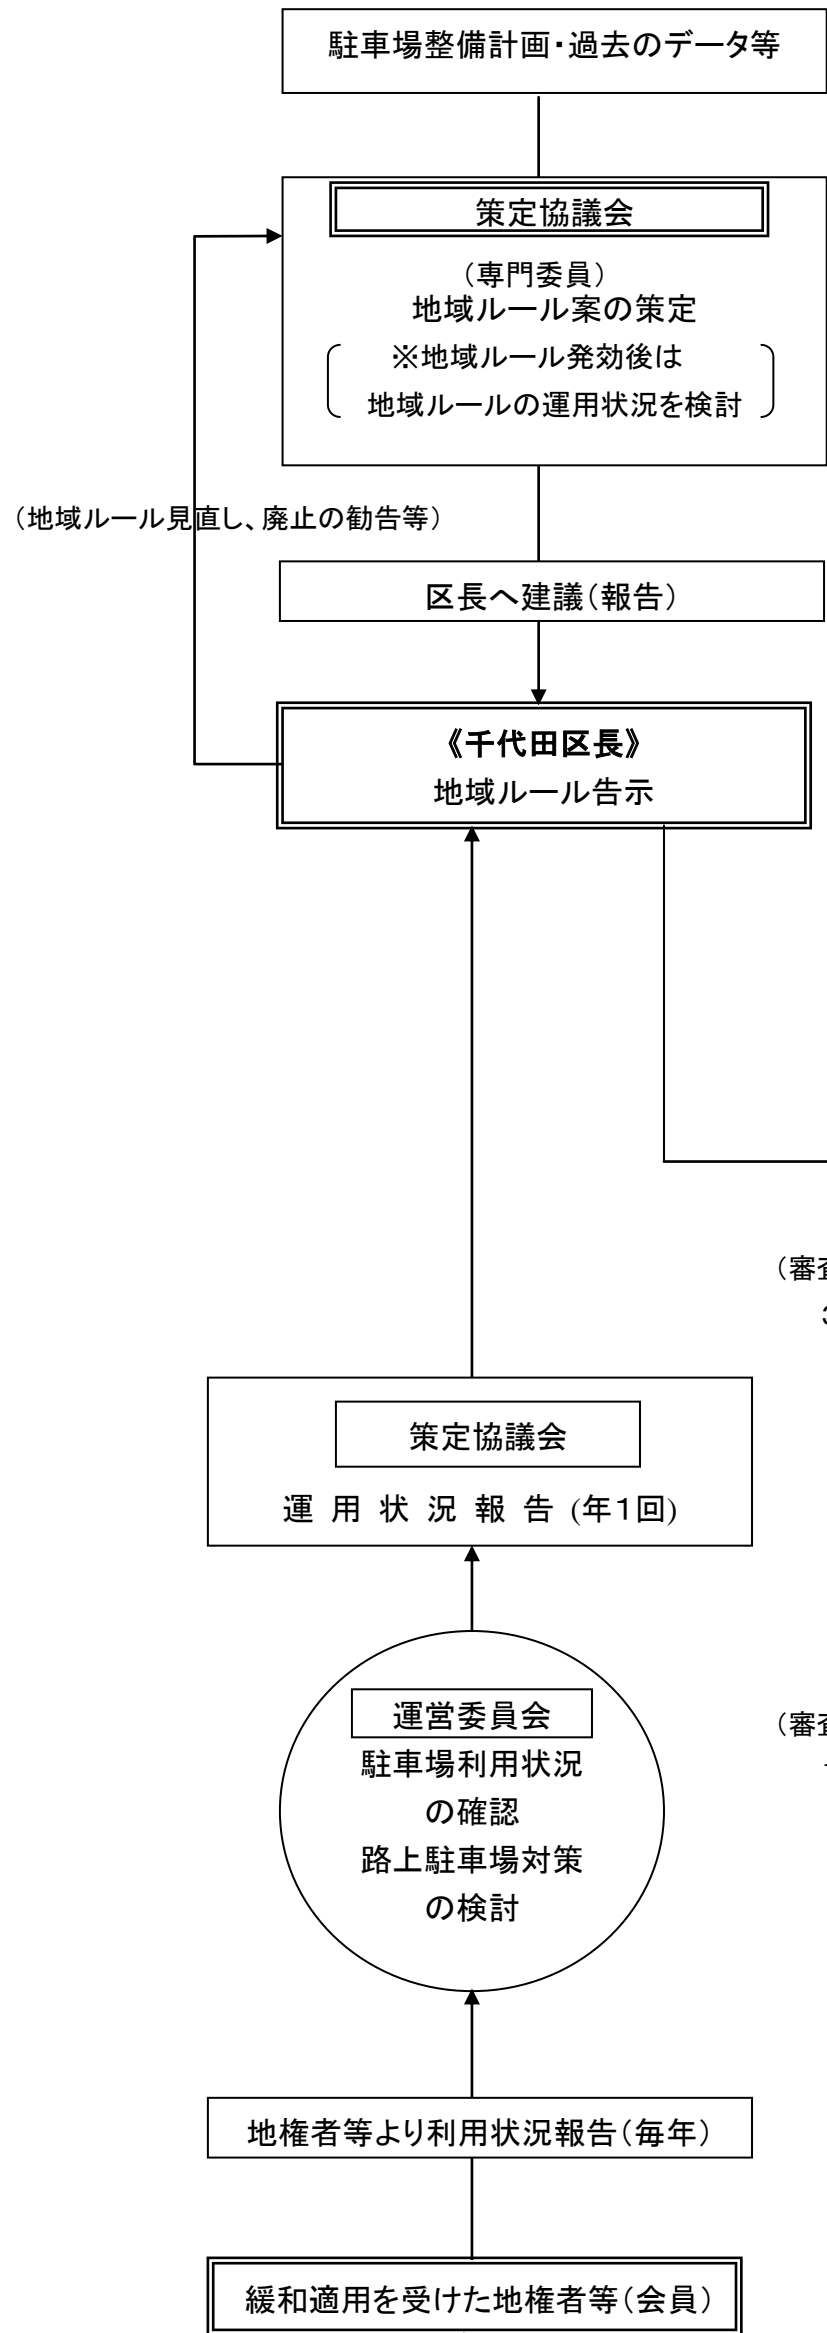 駐車場整備計画・過去のデータ等
策定協議会
（専門委員）
地域ルール案の策定
※地域ルール発効後は
地域ルールの運用状況を検討
（地域ルール見直し、廃止の勧告等）
区長へ建議（報告）
《千代田区長》
地域ルール告示
（審査
策定協議会
運用状況報告(年１回)
運営委員会
（審査
駐車場利用状況
の確認
路上駐車場対策
の検討
地権者等より利用状況報告（毎年）
緩和適用を受けた地権者等（会員）